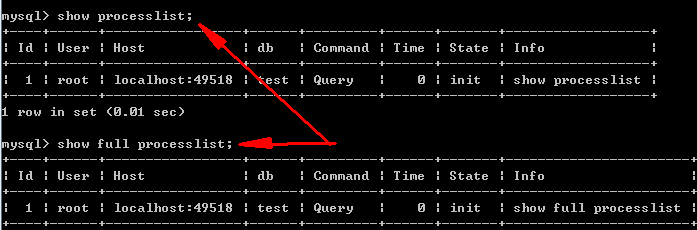 mysql> show processlist;
+----+------+-----------------+------+---------+------+-------+------------------+
| Id | User | Host | db | Command | Time | State | Info |
+----+------+-----------------+------+---------+------+-------+------------------+
| 1 | root | localhost:49518 | test | Query | 0 | init | show processlist |
+----+------+-----------------+------+---------+------+-------+------------------+
1 row in set (0.01 sec)
mysql> show full processlist;
+----+------+-----------------+------+---------+------+-------+-----------------------+
| Id | User | Host | db | Command | Time | State | Info |
+----+------+-----------------+------+---------+------+-------+-----------------------+
| 1 | root | localhost:49518 | test | Query | 0 | init | show full processlist |
+----+------+-----------------+------+---------+------+-------+-----------------------+